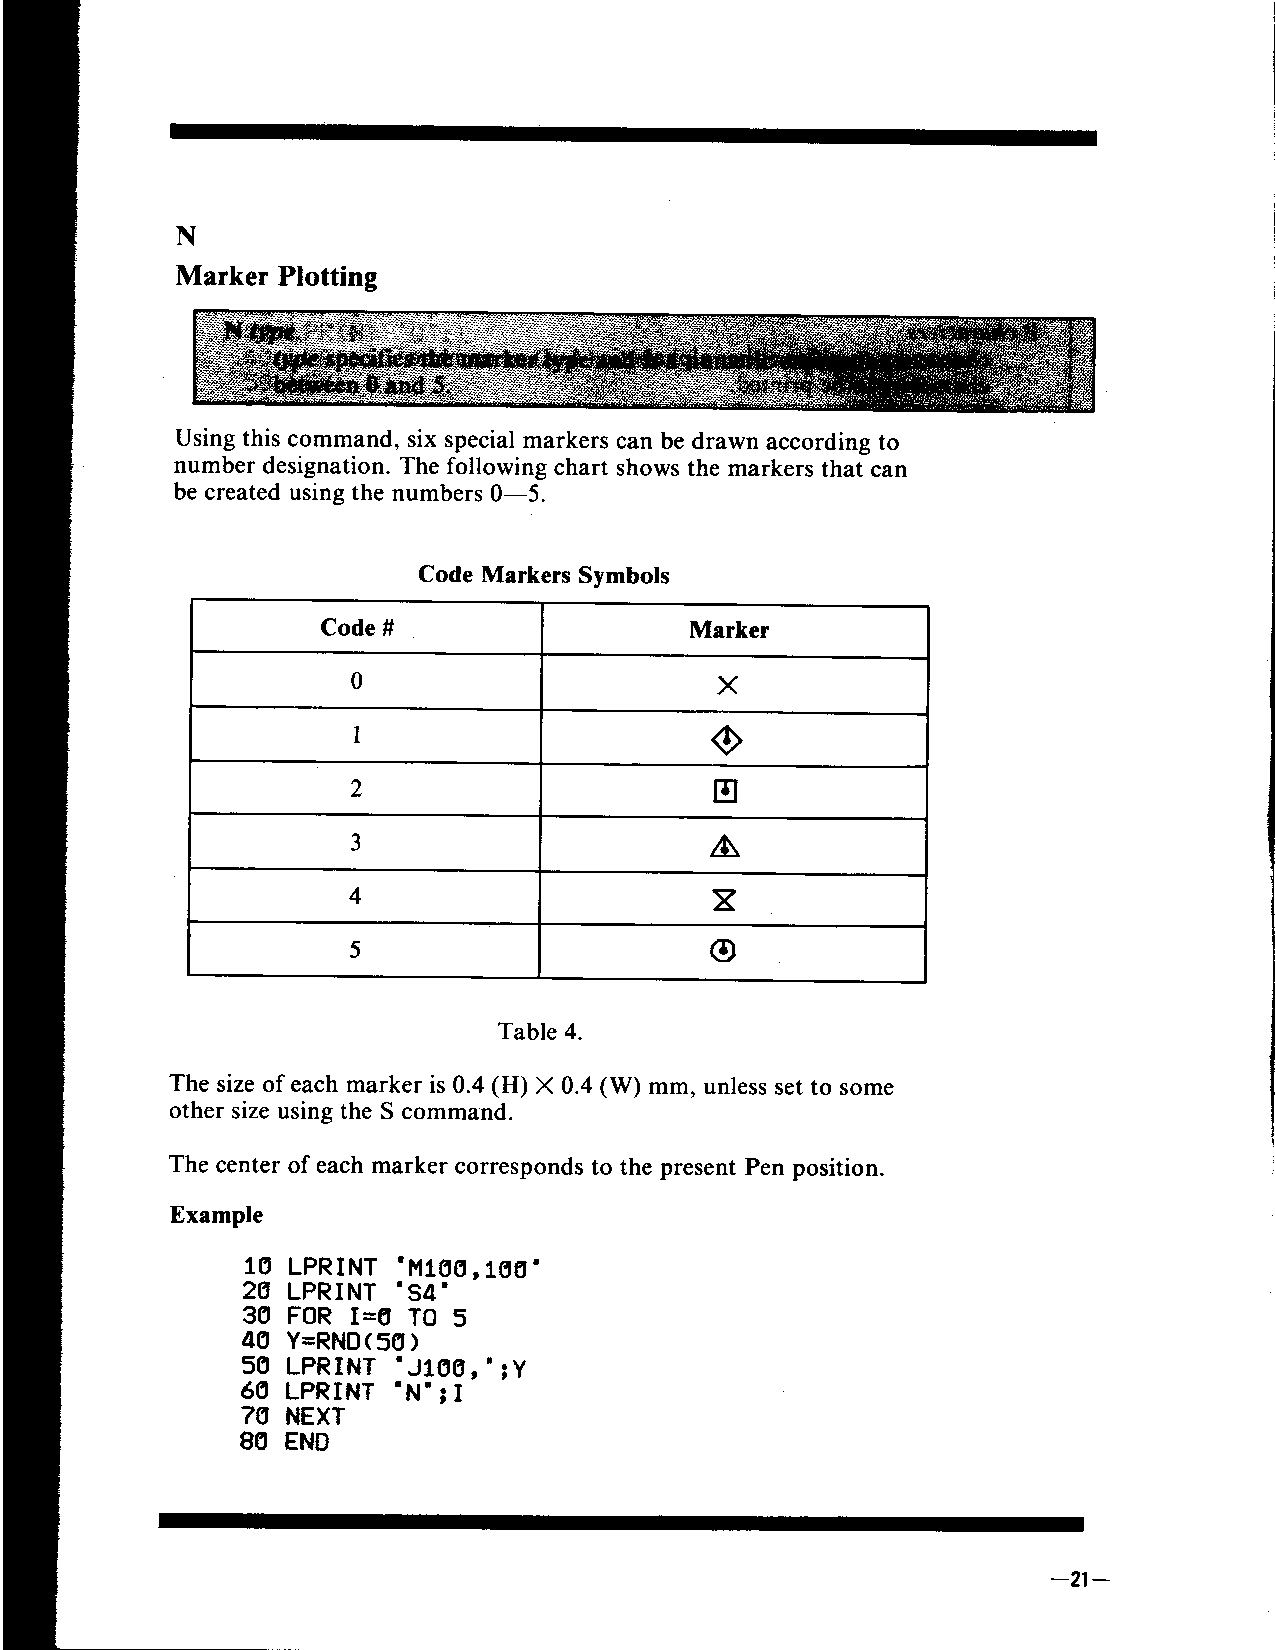 N
Marker Plotting
N type
type specifies the marker type and
between 0 and 5.
Using this command, six special markers can be drawn according to
number designation. The following chart shows the markers that can
be created using the numbers 0—5.
Code Markers Symbols
Code # Marker
0
1
2
3
4
5
Table 4.
The size of each marker is 0.4 (H) X 0.4 (W) mm, unless set to some
other size using the S command.
The center of each marker corresponds to the present Pen position.
Example
10 LPRINT "M100,100"
20 LPRINT "S4"
30 FOR I=0 TO 5
40 Y=RND(50)
50 LPRINT "J100,";Y
60 LPRINT "N";I
70 NEXT
80 END
—21—